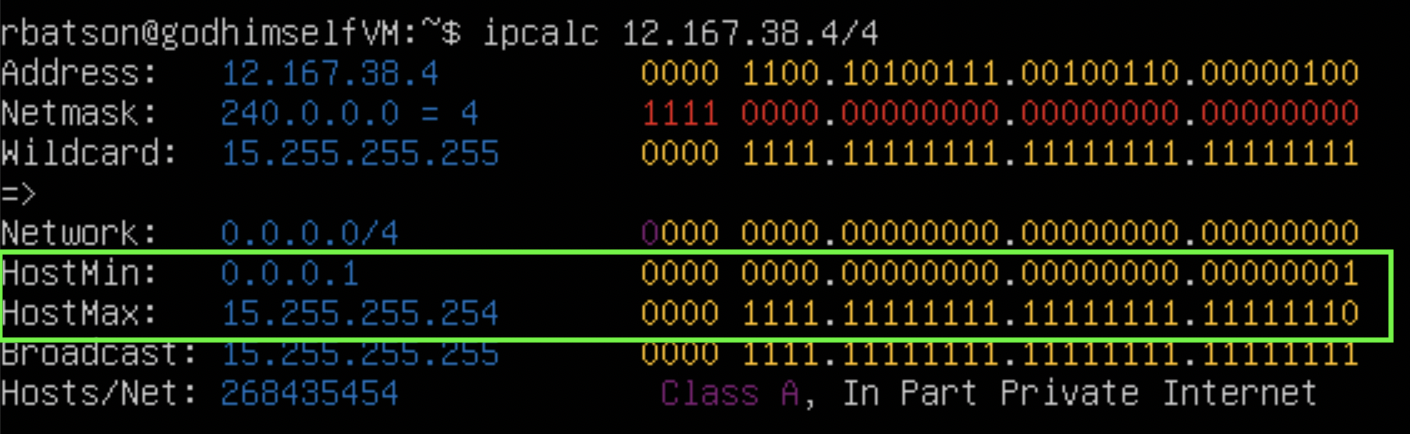 rbatson@godhimselfVM:~$ ipcalc 12.167.38.4/4
Address:   12.167.38.4          0000 1100.10100111.00100110.00000100
Netmask:   240.0.0.0 = 4        1111 0000.00000000.00000000.00000000
Wildcard:  15.255.255.255       0000 1111.11111111.11111111.11111111
=>
Network:   0.0.0.0/4            0000 0000.00000000.00000000.00000000
HostMin:   0.0.0.1              0000 0000.00000000.00000000.00000001
HostMax:   15.255.255.254       0000 1111.11111111.11111111.11111110
Broadcast: 15.255.255.255       0000 1111.11111111.11111111.11111111
Hosts/Net: 268435454             Class A, In Part Private Internet